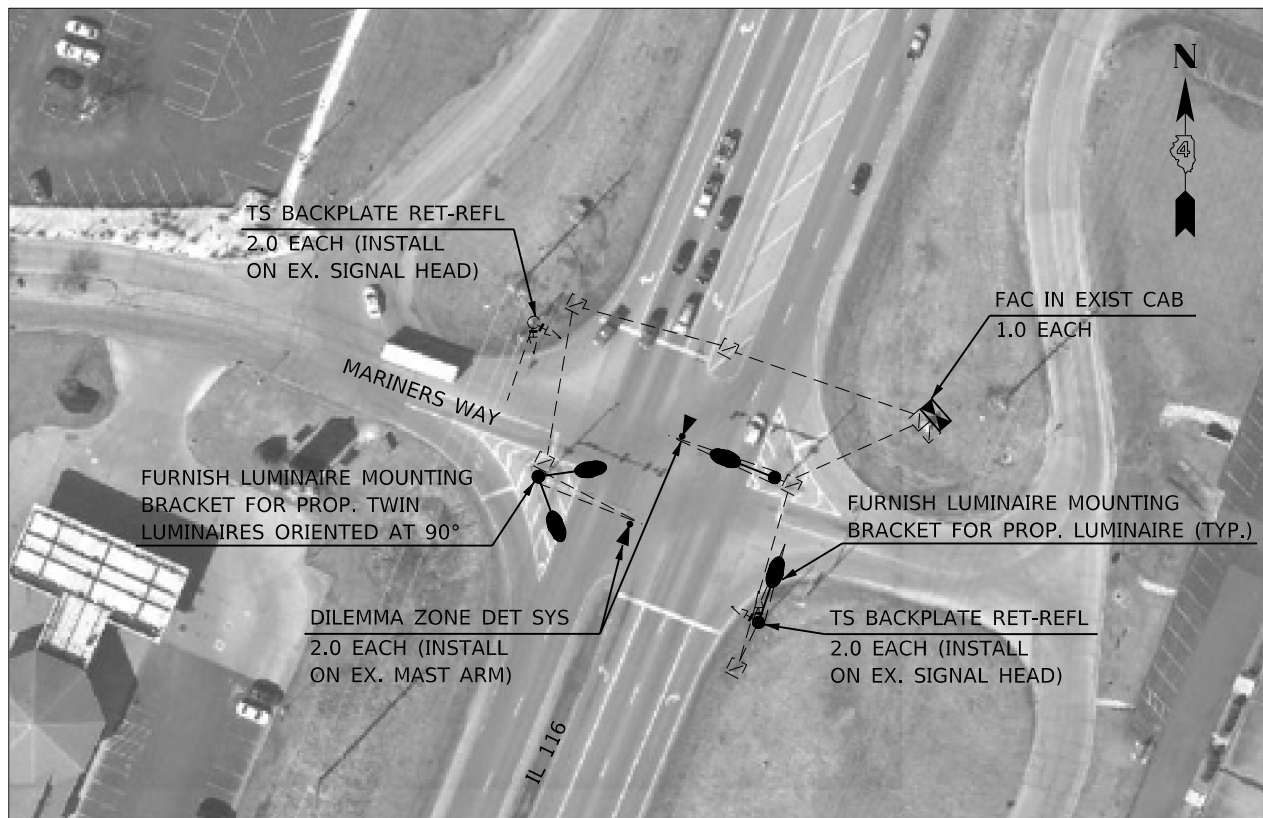 N
4
TS BACKPLATE RET-REFL
2.0 EACH (INSTALL
ON EX. SIGNAL HEAD)
FAC IN EXIST CAB
1.0 EACH
MARINERS WAY
FURNISH LUMINAIRE MOUNTING
BRACKET FOR PROP. TWIN
LUMINAIRES ORIENTED AT 90°
FURNISH LUMINAIRE MOUNTING
BRACKET FOR PROP. LUMINAIRE (TYP.)
DILEMMA ZONE DET SYS
2.0 EACH (INSTALL
ON EX. MAST ARM)
TS BACKPLATE RET-REFL
2.0 EACH (INSTALL
ON EX. SIGNAL HEAD)
IL 116